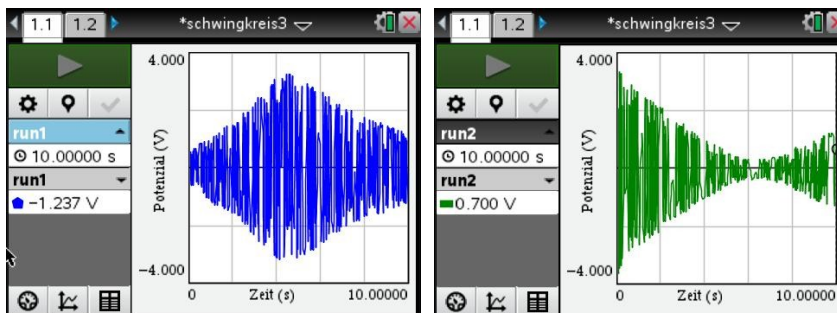 1.1 1.2 *schwingkreis3
run1
10.00000 s
run1
-1.237 V
4.000
Potenzial (V)
-4.000
0 Zeit (s) 10.00000
1.1 1.2 *schwingkreis3
run2
10.00000 s
run2
0.700 V
4.000
Potenzial (V)
-4.000
0 Zeit (s) 10.00000